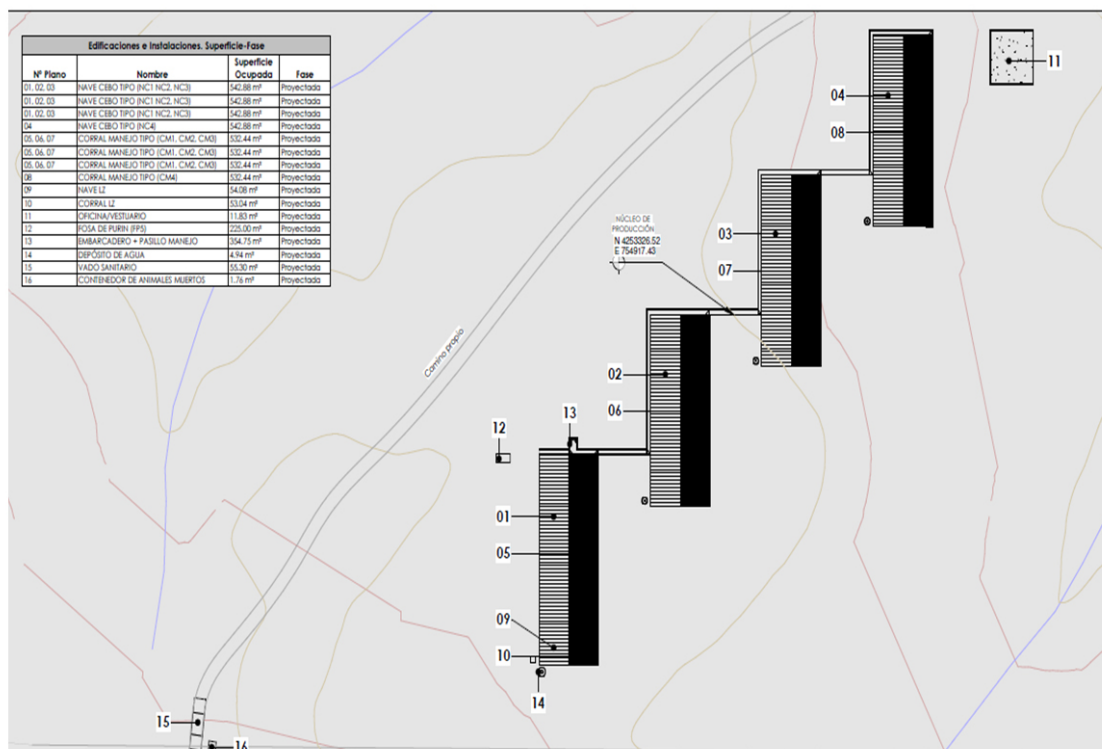 Edificaciones e Instalaciones. Superficie-Fase
Nº Plano Nombre Superficie Ocupada Fase
01, 02, 03 NAVE CEBO TIPO (NC1 NC2, NC3) 542.88 m² Proyectada
01, 02, 03 NAVE CEBO TIPO (NC1 NC2, NC3) 542.88 m² Proyectada
01, 02, 03 NAVE CEBO TIPO (NC1 NC2, NC3) 542.88 m² Proyectada
04 NAVE CEBO TIPO (NC4) 542.88 m² Proyectada
05, 06, 07 CORRAL MANEJO TIPO (CM1, CM2, CM3) 532.44 m² Proyectada
05, 06, 07 CORRAL MANEJO TIPO (CM1, CM2, CM3) 532.44 m² Proyectada
05, 06, 07 CORRAL MANEJO TIPO (CM1, CM2, CM3) 532.44 m² Proyectada
08 CORRAL MANEJO TIPO (CM4) 532.44 m² Proyectada
09 NAVE LZ 54.08 m² Proyectada
10 CORRAL LZ 53.04 m² Proyectada
11 OFICINA/VESTUARIO 11.83 m² Proyectada
12 FOSA DE PURIN (FPS) 225.00 m² Proyectada
13 EMBARCADERO + PASILLO MANEJO 354.75 m² Proyectada
14 DEPÓSITO DE AGUA 4.94 m² Proyectada
15 VADO SANITARIO 55.30 m² Proyectada
16 CONTENEDOR DE ANIMALES MUERTOS 1.76 m² Proyectada
11
04
08
NÚCLEO DE
PRODUCCIÓN
N 4253326.52
E 754917.43
03
07
Camino propio
02
06
13
12
01
05
09
10
14
15
16